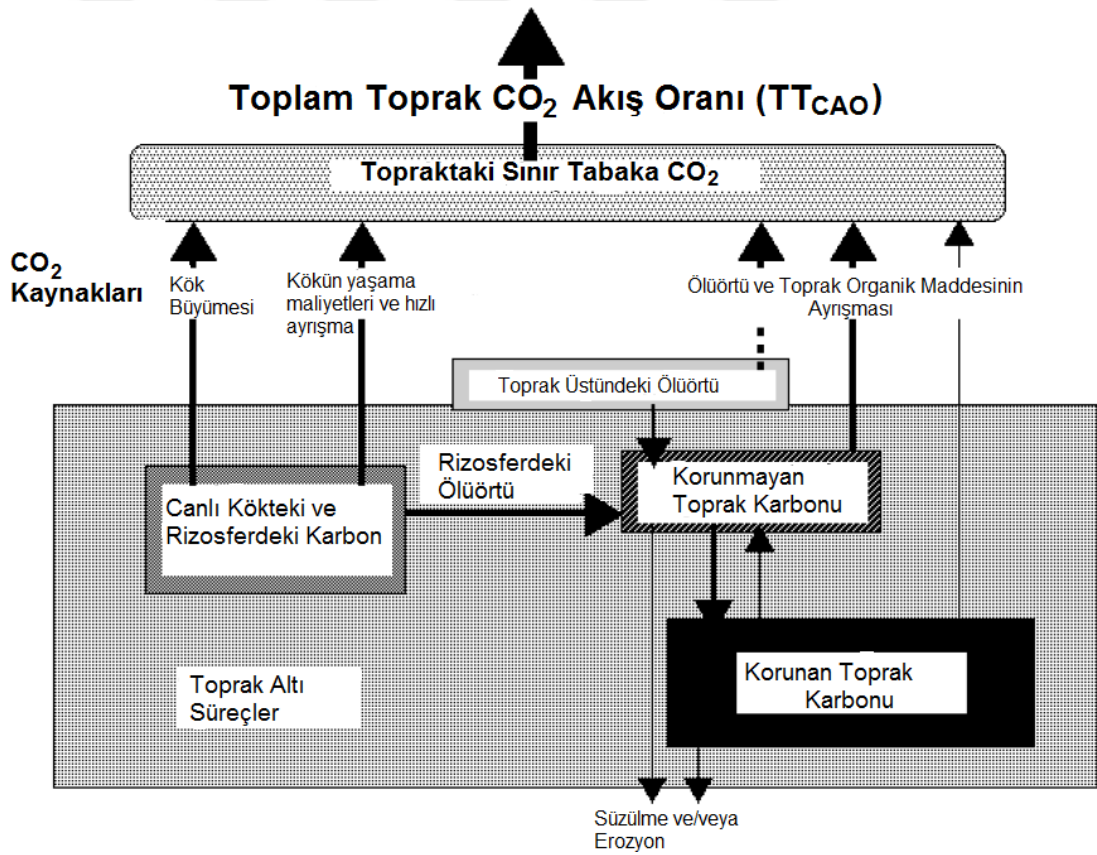 Toplam Toprak CO₂ Akış Oranı (TT_CAO)
Topraktaki Sınır Tabaka CO₂
CO₂
Kaynakları
Kök
Büyümesi
Kökün yaşama
maliyetleri ve hızlı
ayrışma
Ölüörtü ve Toprak Organik Maddesinin
Ayrışması
Toprak Üstündeki Ölüörtü
Rizosferdeki
Ölüörtü
Korunmayan
Toprak Karbonu
Canlı Kökteki ve
Rizosferdeki Karbon
Toprak Altı
Süreçler
Korunan Toprak
Karbonu
Süzülme ve/veya
Erozyon